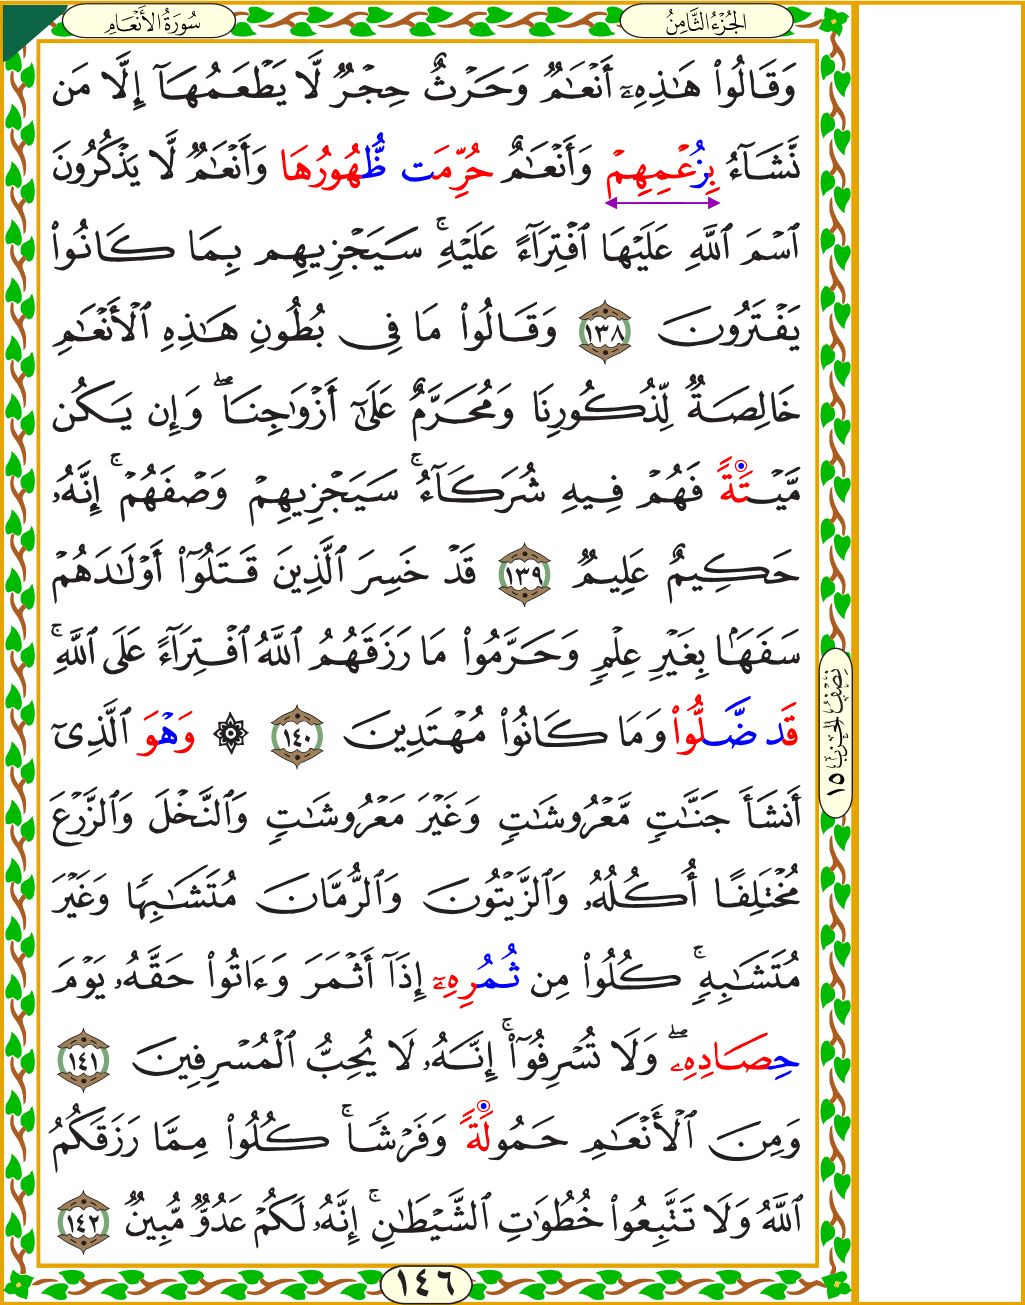 الجُزْءُ الثَّامِنُ
سُورَةُ الأَنْعَامِ
وَقَالُوا۟ هَـٰذِهِۦٓ أَنْعَـٰمٌۭ وَحَرْثٌ حِجْرٌۭ لَّا يَطْعَمُهَآ إِلَّا مَن
نَّشَآءُ بِزُعْمِهِمْ وَأَنْعَـٰمٌ حُرِّمَت ظُّهُورُهَا وَأَنْعَـٰمٌۭ لَّا يَذْكُرُونَ
ٱسْمَ ٱللَّهِ عَلَيْهَا ٱفْتِرَآءً عَلَيْهِ ۚ سَيَجْزِيهِم بِمَا كَانُوا۟
يَفْتَرُونَ ١٣٨ وَقَالُوا۟ مَا فِى بُطُونِ هَـٰذِهِ ٱلْأَنْعَـٰمِ
خَالِصَةٌۭ لِّذُكُورِنَا وَمُحَرَّمٌ عَلَىٰٓ أَزْوَٰجِنَا ۖ وَإِن يَكُن
مَّيْتَةًۭ فَهُمْ فِيهِ شُرَكَآءُ ۚ سَيَجْزِيهِمْ وَصْفَهُمْ ۚ إِنَّهُۥ
حَكِيمٌ عَلِيمٌۭ ١٣٩ قَدْ خَسِرَ ٱلَّذِينَ قَتَلُوٓا۟ أَوْلَـٰدَهُمْ
سَفَهًۢا بِغَيْرِ عِلْمٍۢ وَحَرَّمُوا۟ مَا رَزَقَهُمُ ٱللَّهُ ٱفْتِرَآءً عَلَى ٱللَّهِ ۚ
قَد ضَّلُّوا۟ وَمَا كَانُوا۟ مُهْتَدِينَ ١٤٠ ۞ وَهْوَ ٱلَّذِىٓ
أَنشَأَ جَنَّـٰتٍۢ مَّعْرُوشَـٰتٍۢ وَغَيْرَ مَعْرُوشَـٰتٍۢ وَٱلنَّخْلَ وَٱلزَّرْعَ
مُخْتَلِفًا أُكُلُهُۥ وَٱلزَّيْتُونَ وَٱلرُّمَّانَ مُتَشَـٰبِهًۭا وَغَيْرَ
مُتَشَـٰبِهٍۢ ۚ كُلُوا۟ مِن ثُمُرِهِۦٓ إِذَآ أَثْمَرَ وَءَاتُوا۟ حَقَّهُۥ يَوْمَ
حِصَادِهِۦ ۖ وَلَا تُسْرِفُوٓا۟ ۚ إِنَّهُۥ لَا يُحِبُّ ٱلْمُسْرِفِينَ ١٤١
وَمِنَ ٱلْأَنْعَـٰمِ حَمُولَةًۭ وَفَرْشًۭا ۚ كُلُوا۟ مِمَّا رَزَقَكُمُ
ٱللَّهُ وَلَا تَتَّبِعُوا۟ خُطُوَٰتِ ٱلشَّيْطَـٰنِ ۚ إِنَّهُۥ لَكُمْ عَدُوٌّۭ مُّبِينٌۭ ١٤٢
نِصْفُ الحِزْبِ ١٥
١٤٦